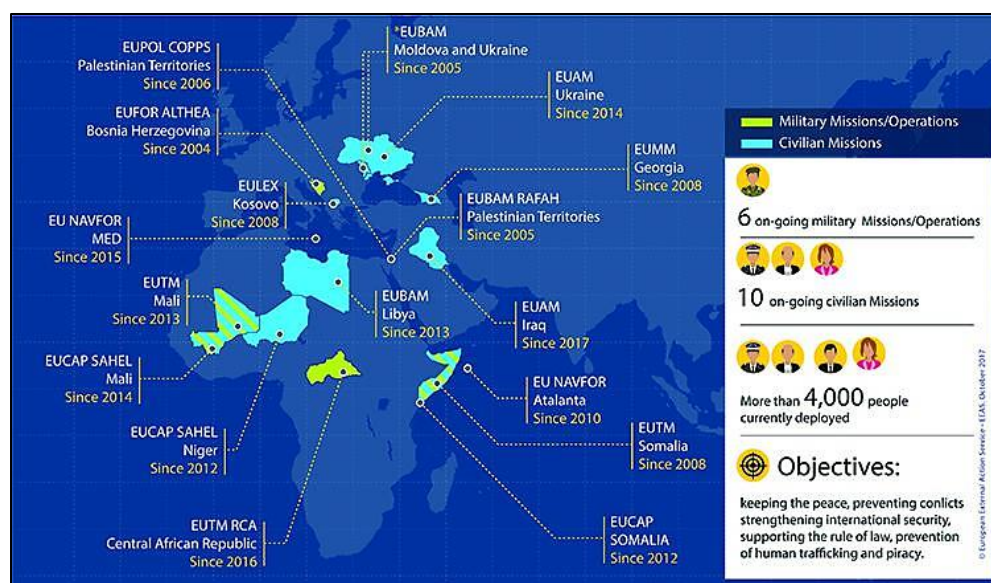 EUPOL COPPS
Palestinian Territories
Since 2006
EUFOR ALTHEA
Bosnia Herzegovina
Since 2004
EULEX
Kosovo
Since 2008
EU NAVFOR
MED
Since 2015
EUTM
Mali
Since 2013
EUCAP SAHEL
Mali
Since 2014
EUCAP SAHEL
Niger
Since 2012
EUTM RCA
Central African Republic
Since 2016
*EUBAM
Moldova and Ukraine
Since 2005
EUAM
Ukraine
Since 2014
EUMM
Georgia
Since 2008
EUBAM RAFAH
Palestinian Territories
Since 2005
EUBAM
Libya
Since 2013
EUAM
Iraq
Since 2017
EU NAVFOR
Atalanta
Since 2010
EUTM
Somalia
Since 2008
EUCAP
SOMALIA
Since 2012
Military Missions/Operations
Civilian Missions
6 on-going military Missions/Operations
10 on-going civilian Missions
More than 4,000 people
currently deployed
Objectives:
keeping the peace, preventing conlicts
strengthening international security,
supporting the rule of law, prevention
of human trafficking and piracy.
© European External Action Service - EEAS. October 2017